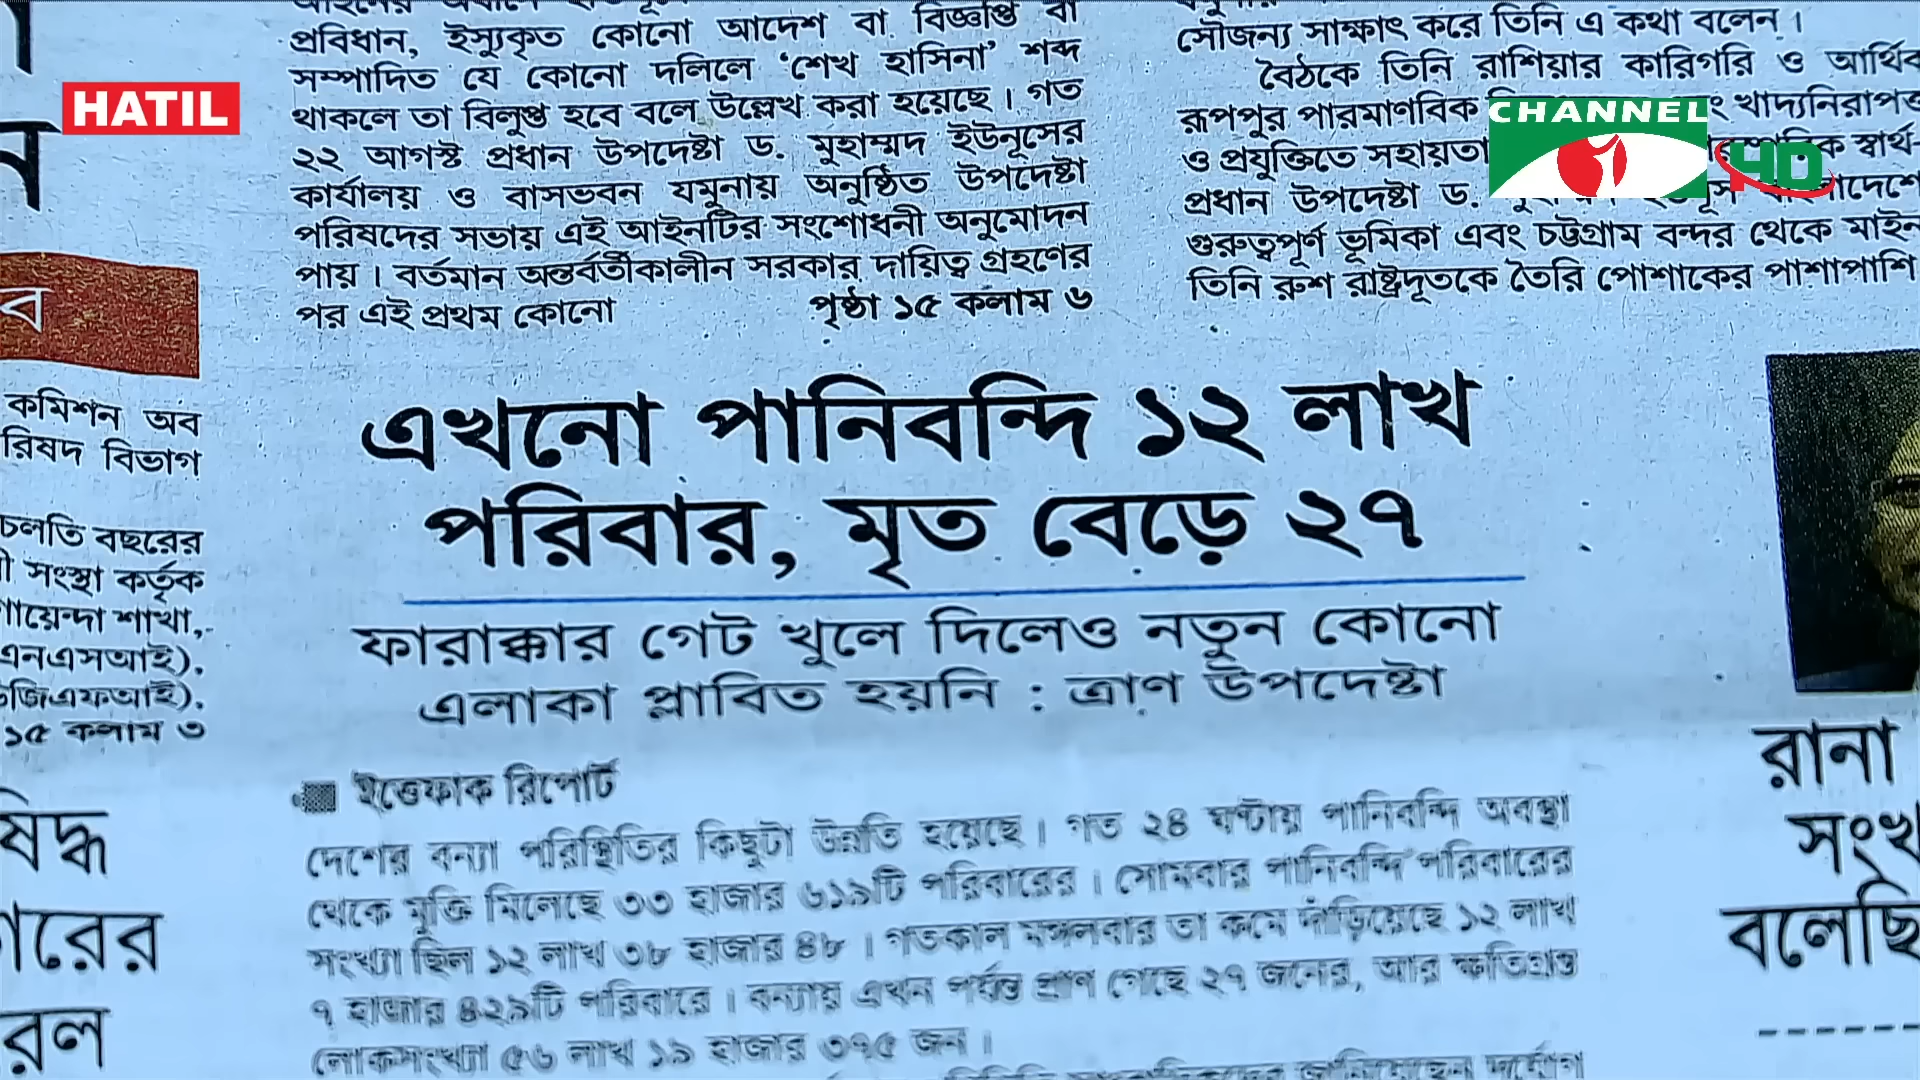 HATIL
CHANNEL
HD
প্রবিধান, ইস্যুকৃত কোনো আদেশ বা বিজ্ঞপ্তি বা
সম্পাদিত যে কোনো দলিলে ‘শেখ হাসিনা’ শব্দ
থাকলে তা বিলুপ্ত হবে বলে উল্লেখ করা হয়েছে। গত
২২ আগস্ট প্রধান উপদেষ্টা ড. মুহাম্মদ ইউনূসের
কার্যালয় ও বাসভবন যমুনায় অনুষ্ঠিত উপদেষ্টা
পরিষদের সভায় এই আইনটির সংশোধনী অনুমোদন
পায়। বর্তমান অন্তর্বর্তীকালীন সরকার দায়িত্ব গ্রহণের
পর এই প্রথম কোনো পৃষ্ঠা ১৫ কলাম ৬
সৌজন্য সাক্ষাৎ করে তিনি এ কথা বলেন।
বৈঠকে তিনি রাশিয়ার কারিগরি ও আর্থিক
রূপপুর পারমাণবিক খাদ্যনিরাপত্তা
ও প্রযুক্তিতে সহায়তা স্বার্থ-
প্রধান উপদেষ্টা ড.
গুরুত্বপূর্ণ ভূমিকা এবং চট্টগ্রাম বন্দর থেকে মাইন
তিনি রুশ রাষ্ট্রদূতকে তৈরি পোশাকের পাশাপাশি
ব
কমিশন অব
রিষদ বিভাগ
চলতি বছরের
সংস্থা কর্তৃক
য়েন্দা শাখা,
এনএসআই),
জিএফআই),
১৫ কলাম ৩
ষিদ্ধ
রের
রল
এখনো পানিবন্দি ১২ লাখ
পরিবার, মৃত বেড়ে ২৭
ফারাক্কার গেট খুলে দিলেও নতুন কোনো
এলাকা প্লাবিত হয়নি : ত্রাণ উপদেষ্টা
ইত্তেফাক রিপোর্ট
দেশের বন্যা পরিস্থিতির কিছুটা উন্নতি হয়েছে। গত ২৪ ঘণ্টায় পানিবন্দি অবস্থা
থেকে মুক্তি মিলেছে ৩৩ হাজার ৬১৯টি পরিবারের। সোমবার পানিবন্দি পরিবারের
সংখ্যা ছিল ১২ লাখ ৩৮ হাজার ৪৮। গতকাল মঙ্গলবার তা কমে দাঁড়িয়েছে ১২ লাখ
৭ হাজার ৪২৯টি পরিবারে। বন্যায় এখন পর্যন্ত প্রাণ গেছে ২৭ জনের, আর ক্ষতিগ্রস্ত
লোকসংখ্যা ৫৬ লাখ ১৯ হাজার ৩৭৫ জন।
রানা
সংখ
বলেছি